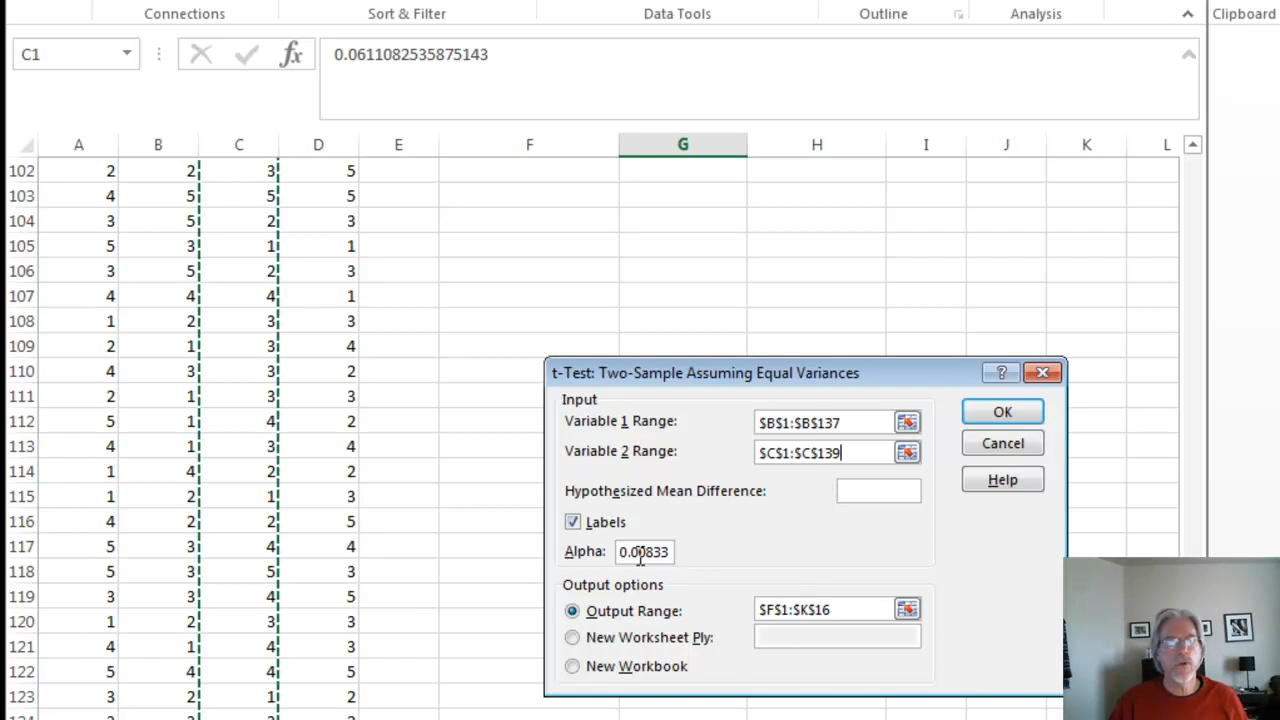 Connections Sort & Filter Data Tools Outline Analysis Clipboard
C1 fx 0.0611082535875143
A B C D E F G H I J K L
102 2 2 3 5
103 4 5 5 5
104 3 5 2 3
105 5 3 1 1
106 3 5 2 3
107 4 4 4 1
108 1 2 3 3
109 2 1 3 4
110 4 3 3 2
111 2 1 3 3
112 5 1 4 2
113 4 1 3 4
114 1 4 2 2
115 1 2 1 3
116 4 2 2 5
117 5 3 4 4
118 5 3 5 3
119 3 3 4 5
120 1 2 3 3
121 4 1 4 3
122 5 4 4 5
123 3 2 1 2
t-Test: Two-Sample Assuming Equal Variances
Input
Variable 1 Range: $B$1:$B$137
Variable 2 Range: $C$1:$C$139
Hypothesized Mean Difference:
Labels
Alpha: 0.00833
Output options
Output Range: $F$1:$K$16
New Worksheet Ply:
New Workbook
OK
Cancel
Help